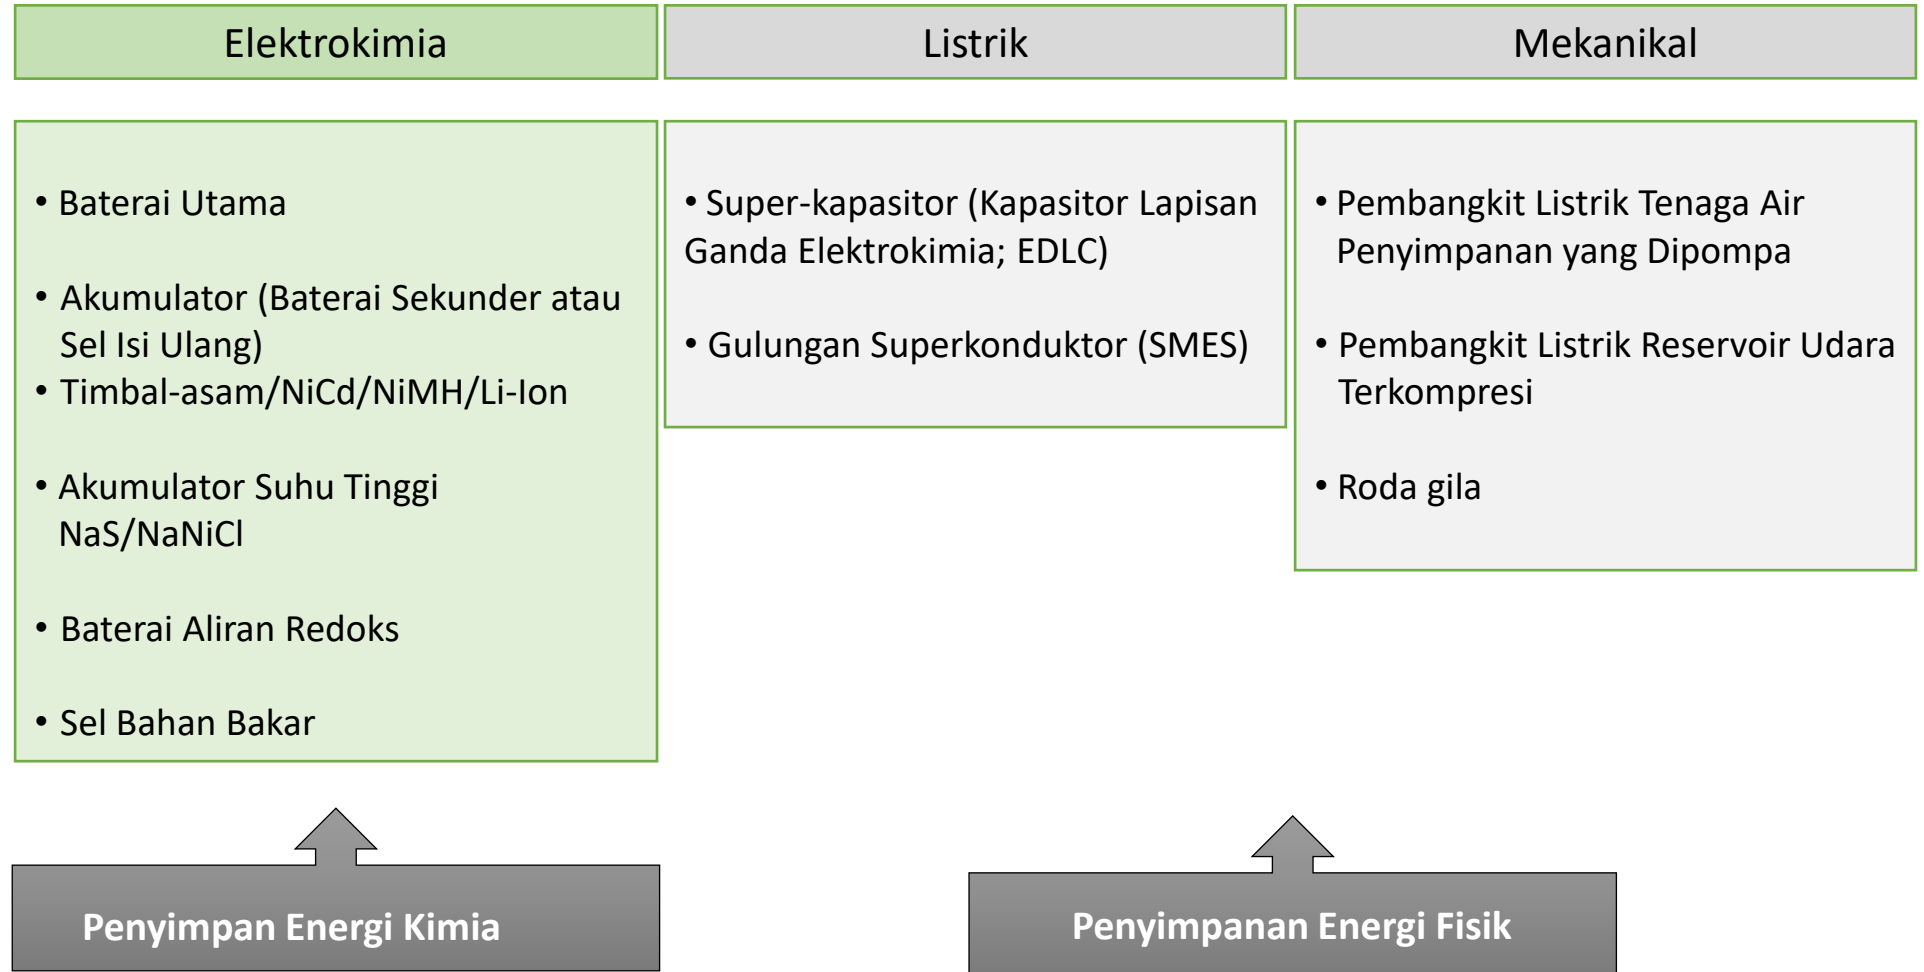 Elektrokimia
Listrik
Mekanikal
• Baterai Utama
• Akumulator (Baterai Sekunder atau
Sel Isi Ulang)
• Timbal-asam/NiCd/NiMH/Li-Ion
• Akumulator Suhu Tinggi
NaS/NaNiCl
• Baterai Aliran Redoks
• Sel Bahan Bakar
• Super-kapasitor (Kapasitor Lapisan
Ganda Elektrokimia; EDLC)
• Gulungan Superkonduktor (SMES)
• Pembangkit Listrik Tenaga Air
Penyimpanan yang Dipompa
• Pembangkit Listrik Reservoir Udara
Terkompresi
• Roda gila
Penyimpan Energi Kimia
Penyimpanan Energi Fisik